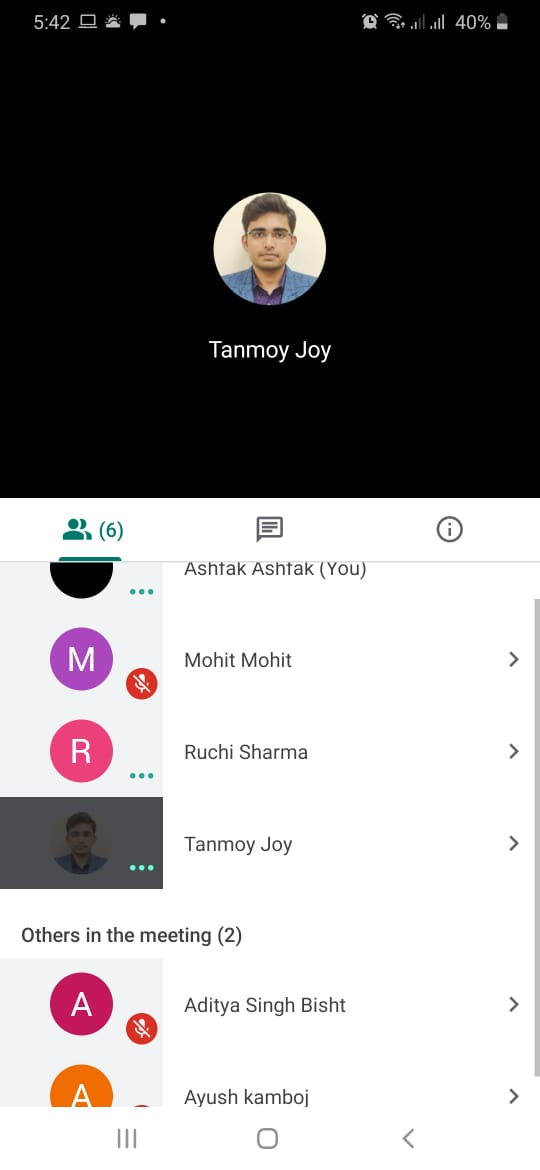 5:42
40%
Tanmoy Joy
(6)
Ashfak Ashfak (You)
M
Mohit Mohit
R
Ruchi Sharma
Tanmoy Joy
Others in the meeting (2)
A
Aditya Singh Bisht
A
Ayush kamboj